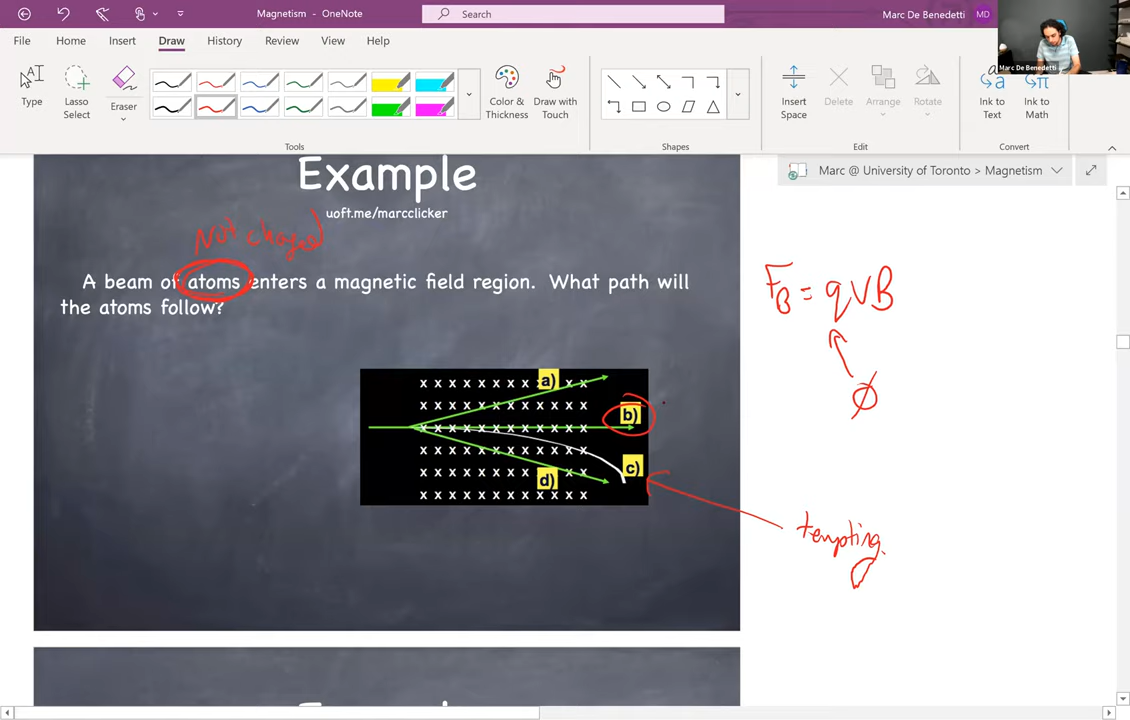 Magnetism - OneNote
Search
Marc De Benedetti
MD
File
Home
Insert
Draw
History
Review
View
Help
Marc De Benedetti
Type
Lasso
Select
Eraser
Color &
Thickness
Draw with
Touch
Insert
Space
Delete
Arrange
Rotate
Ink to
Text
Ink to
Math
Tools
Shapes
Edit
Convert
Marc @ University of Toronto > Magnetism
Example
uoft.me/marcclicker
Not charged
A beam of atoms enters a magnetic field region. What path will
the atoms follow?
F_B = qvB
∅
x x x x x x x x a) x x
x x x x x x x x x x x x
b)
x x x x x x x x x x x x
x x x x x x x x x x x x
c)
x x x x x x x x d) x x x
x x x x x x x x x x x x
tempting